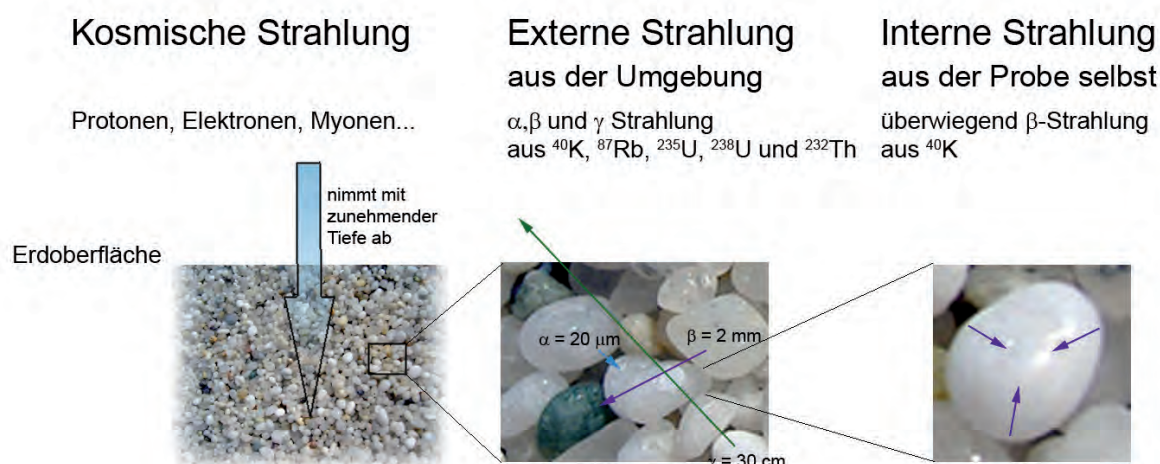 Kosmische Strahlung
Protonen, Elektronen, Myonen...
nimmt mit
zunehmender
Tiefe ab
Erdoberfläche
Externe Strahlung
aus der Umgebung
α,β und γ Strahlung
aus ⁴⁰K, ⁸⁷Rb, ²³⁵U, ²³⁸U und ²³²Th
α = 20 μm
β = 2 mm
γ = 30 cm
Interne Strahlung
aus der Probe selbst
überwiegend β-Strahlung
aus ⁴⁰K